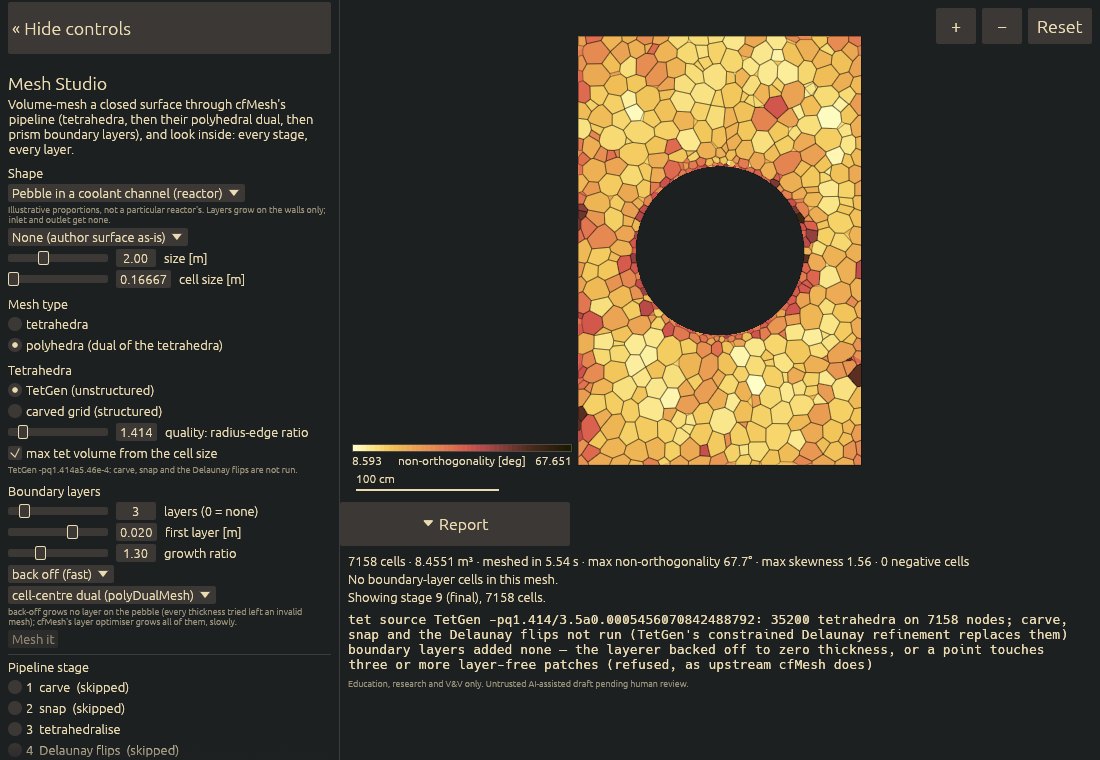 « Hide controls
Mesh Studio
Volume-mesh a closed surface through cfMesh's
pipeline (tetrahedra, then their polyhedral dual, then
prism boundary layers), and look inside: every stage,
every layer.
Shape
Pebble in a coolant channel (reactor)
Illustrative proportions, not a particular reactor's. Layers grow on the walls only;
inlet and outlet get none.
None (author surface as-is)
2.00 size [m]
0.16667 cell size [m]
Mesh type
tetrahedra
polyhedra (dual of the tetrahedra)
Tetrahedra
TetGen (unstructured)
carved grid (structured)
1.414 quality: radius-edge ratio
max tet volume from the cell size
TetGen -pq1.414a5.46e-4: carve, snap and the Delaunay flips are not run.
Boundary layers
3 layers (0 = none)
0.020 first layer [m]
1.30 growth ratio
back off (fast)
cell-centre dual (polyDualMesh)
back-off grows no layer on the pebble (every thickness tried left an invalid
mesh); cfMesh's layer optimiser grows all of them, slowly.
Mesh it
Pipeline stage
1 carve (skipped)
2 snap (skipped)
3 tetrahedralise
4 Delaunay flips (skipped)
+ − Reset
8.593 non-orthogonality [deg] 67.651
100 cm
Report
7158 cells · 8.4551 m³ · meshed in 5.54 s · max non-orthogonality 67.7° · max skewness 1.56 · 0 negative cells
No boundary-layer cells in this mesh.
Showing stage 9 (final), 7158 cells.
tet source TetGen -pq1.414/3.5a0.0005456070842488792: 35200 tetrahedra on 7158 nodes; carve,
snap and the Delaunay flips not run (TetGen's constrained Delaunay refinement replaces them)
boundary layers added none — the layerer backed off to zero thickness, or a point touches
three or more layer-free patches (refused, as upstream cfMesh does)
Education, research and V&V only. Untrusted AI-assisted draft pending human review.